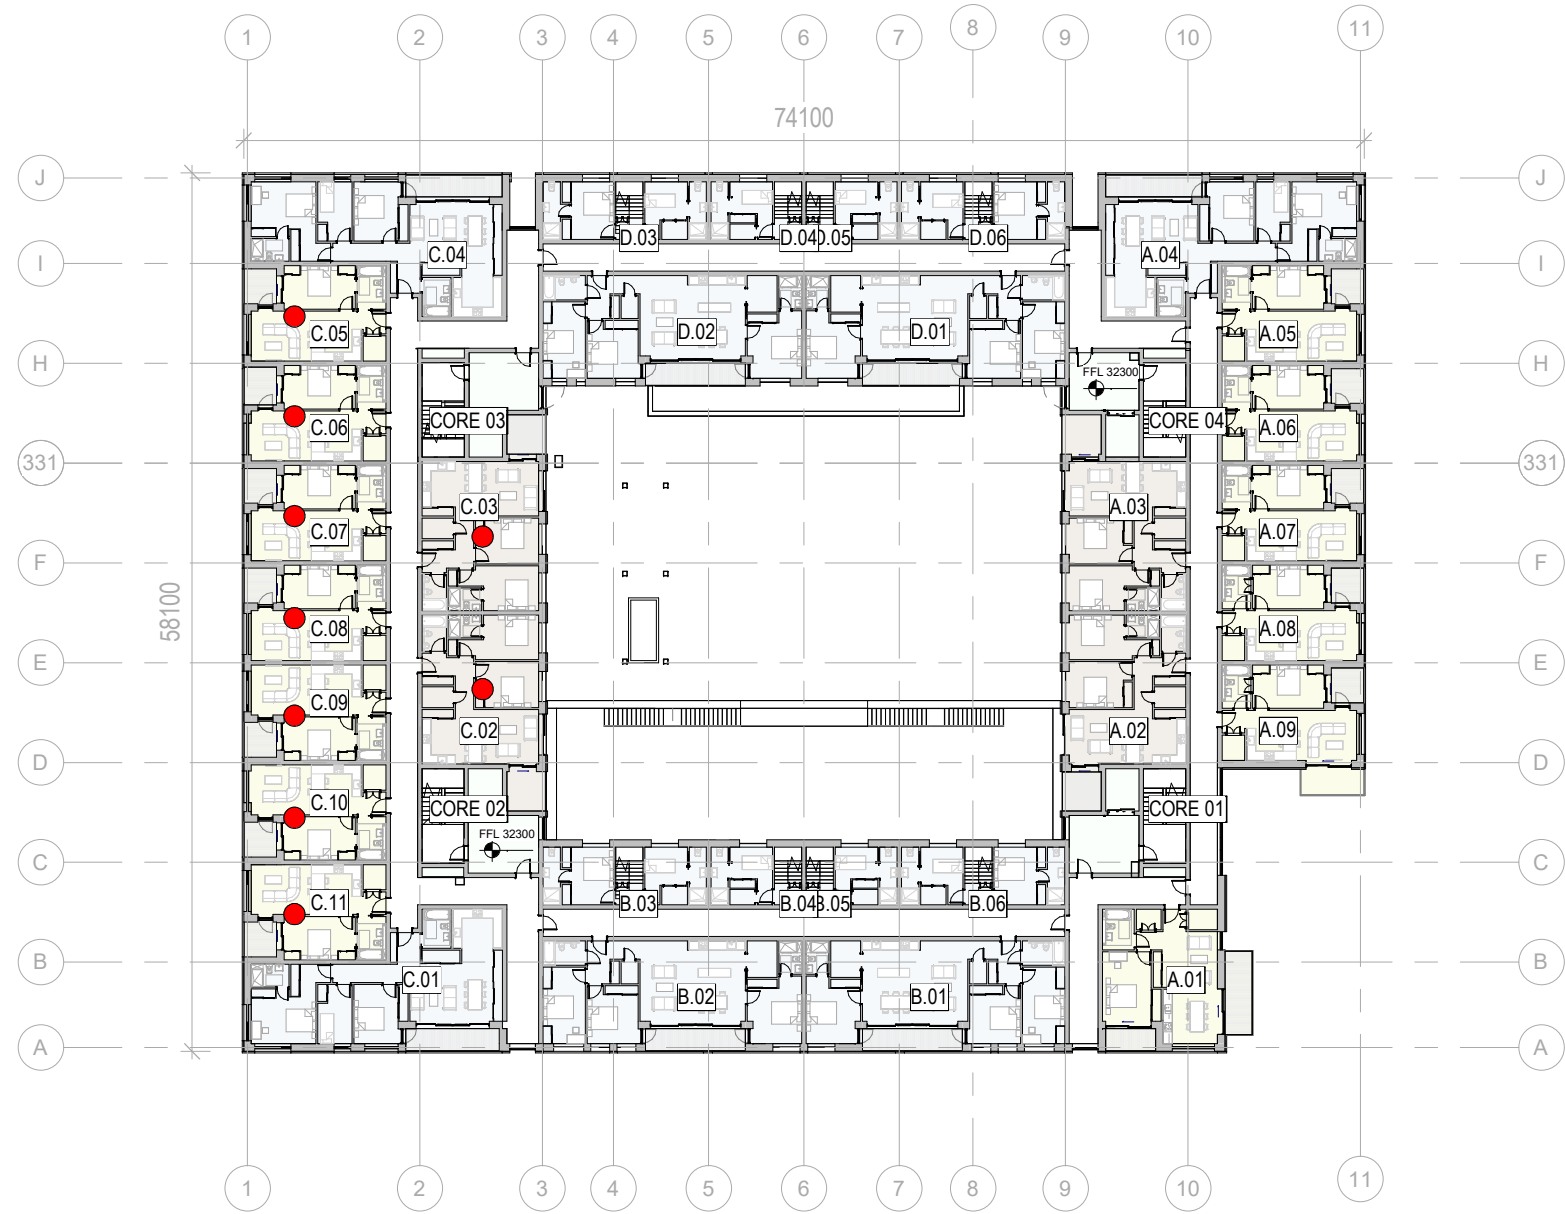 1 2 3 4 5 6 7 8 9 10 11
74100
J J
D.03 D.04 D.05 D.06
C.04 A.04
I I
C.05 D.02 D.01 A.05
H H
FFL 32300
CORE 03 CORE 04
C.06 A.06
331 331
C.03 A.03
C.07 A.07
F F
58100
C.08 A.08
E E
C.09 C.02 A.02 A.09
D D
C.10 CORE 02 CORE 01
FFL 32300
C C
C.11 B.03 B.04 B.05 B.06
B B
C.01 A.01
B.02 B.01
A A
1 2 3 4 5 6 7 8 9 10 11